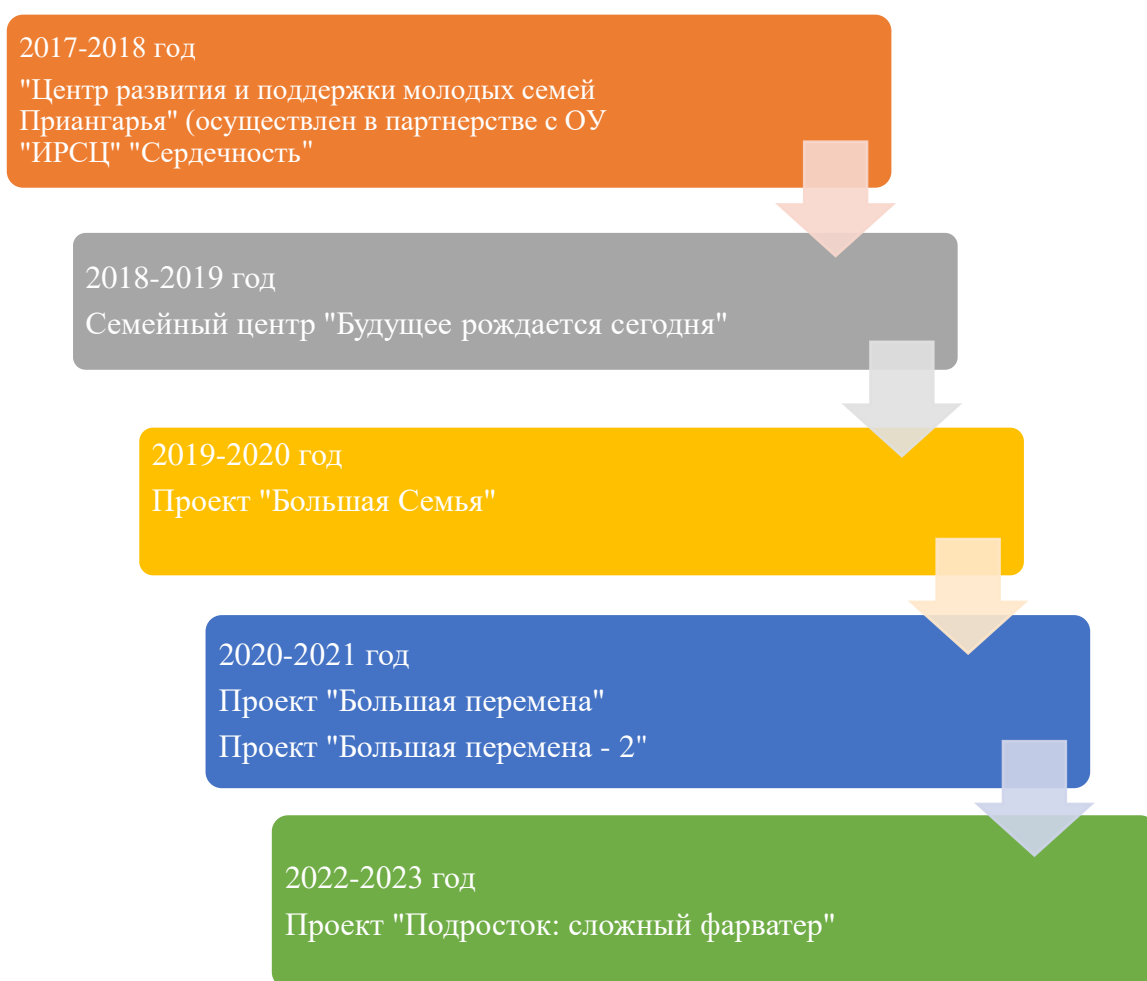 2017-2018 год
"Центр развития и поддержки молодых семей
Приангарья" (осуществлен в партнерстве с ОУ
"ИРСЦ" "Сердечность"
2018-2019 год
Семейный центр "Будущее рождается сегодня"
2019-2020 год
Проект "Большая Семья"
2020-2021 год
Проект "Большая перемена"
Проект "Большая перемена - 2"
2022-2023 год
Проект "Подросток: сложный фарватер"